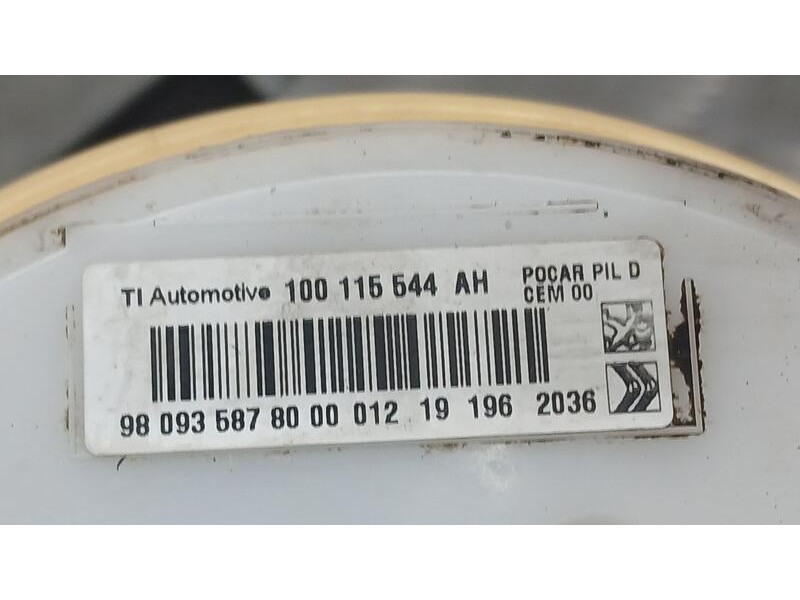 TI Automotive 100 115 544 AH
POCAR PIL D
CEM 00
98 093 587 80 00 012 19 196 2036